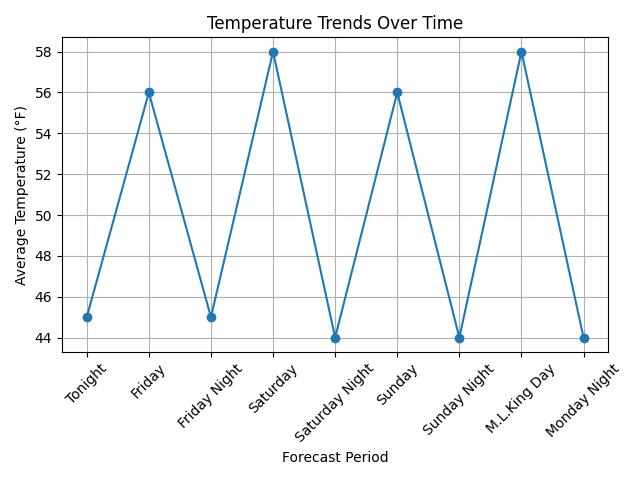 Temperature Trends Over Time
Average Temperature (°F)
58
56
54
52
50
48
46
44
Tonight
Friday
Friday Night
Saturday
Saturday Night
Sunday
Sunday Night
M.L.King Day
Monday Night
Forecast Period